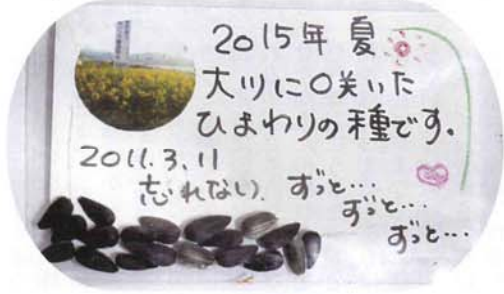 2015年 夏
大川に〇咲いた
ひまわりの種です。
2011.3.11
忘れない。ずっと…
ずっと…
ずっと…